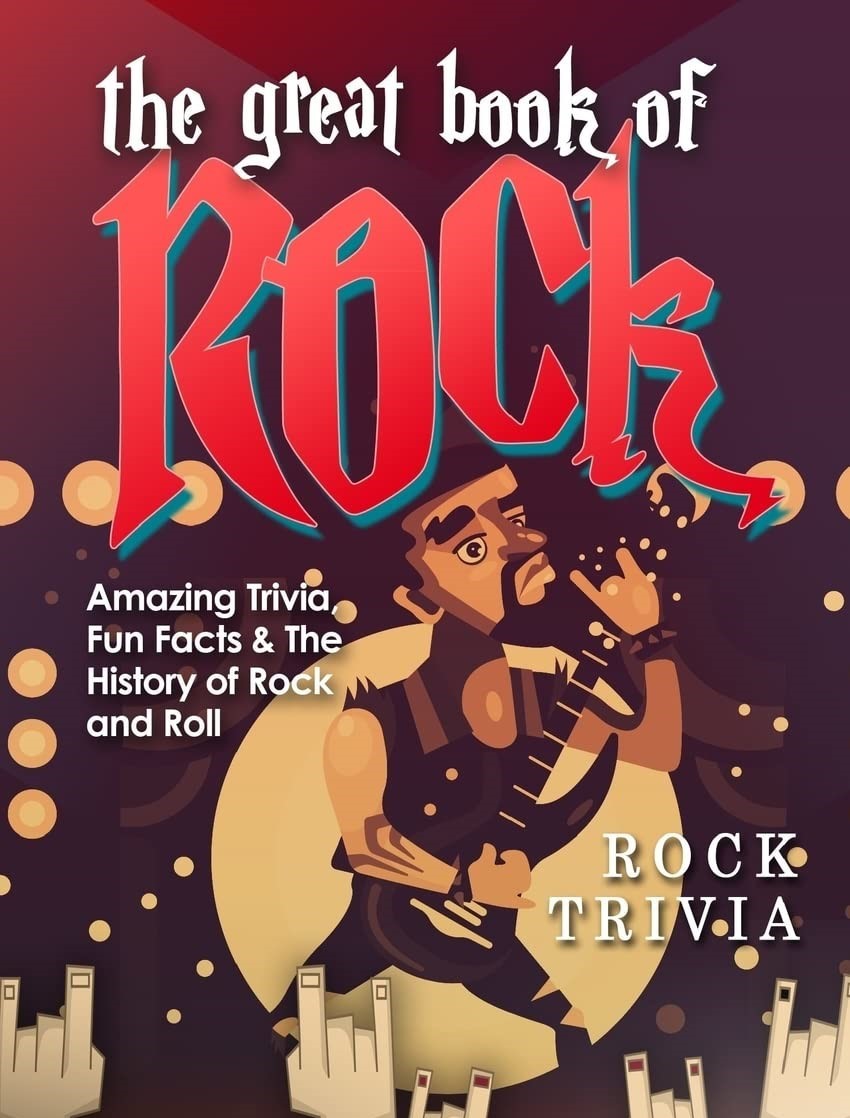 the great book of
Rock
Amazing Trivia,
Fun Facts & The
History of Rock
and Roll
ROCK
TRIVIA